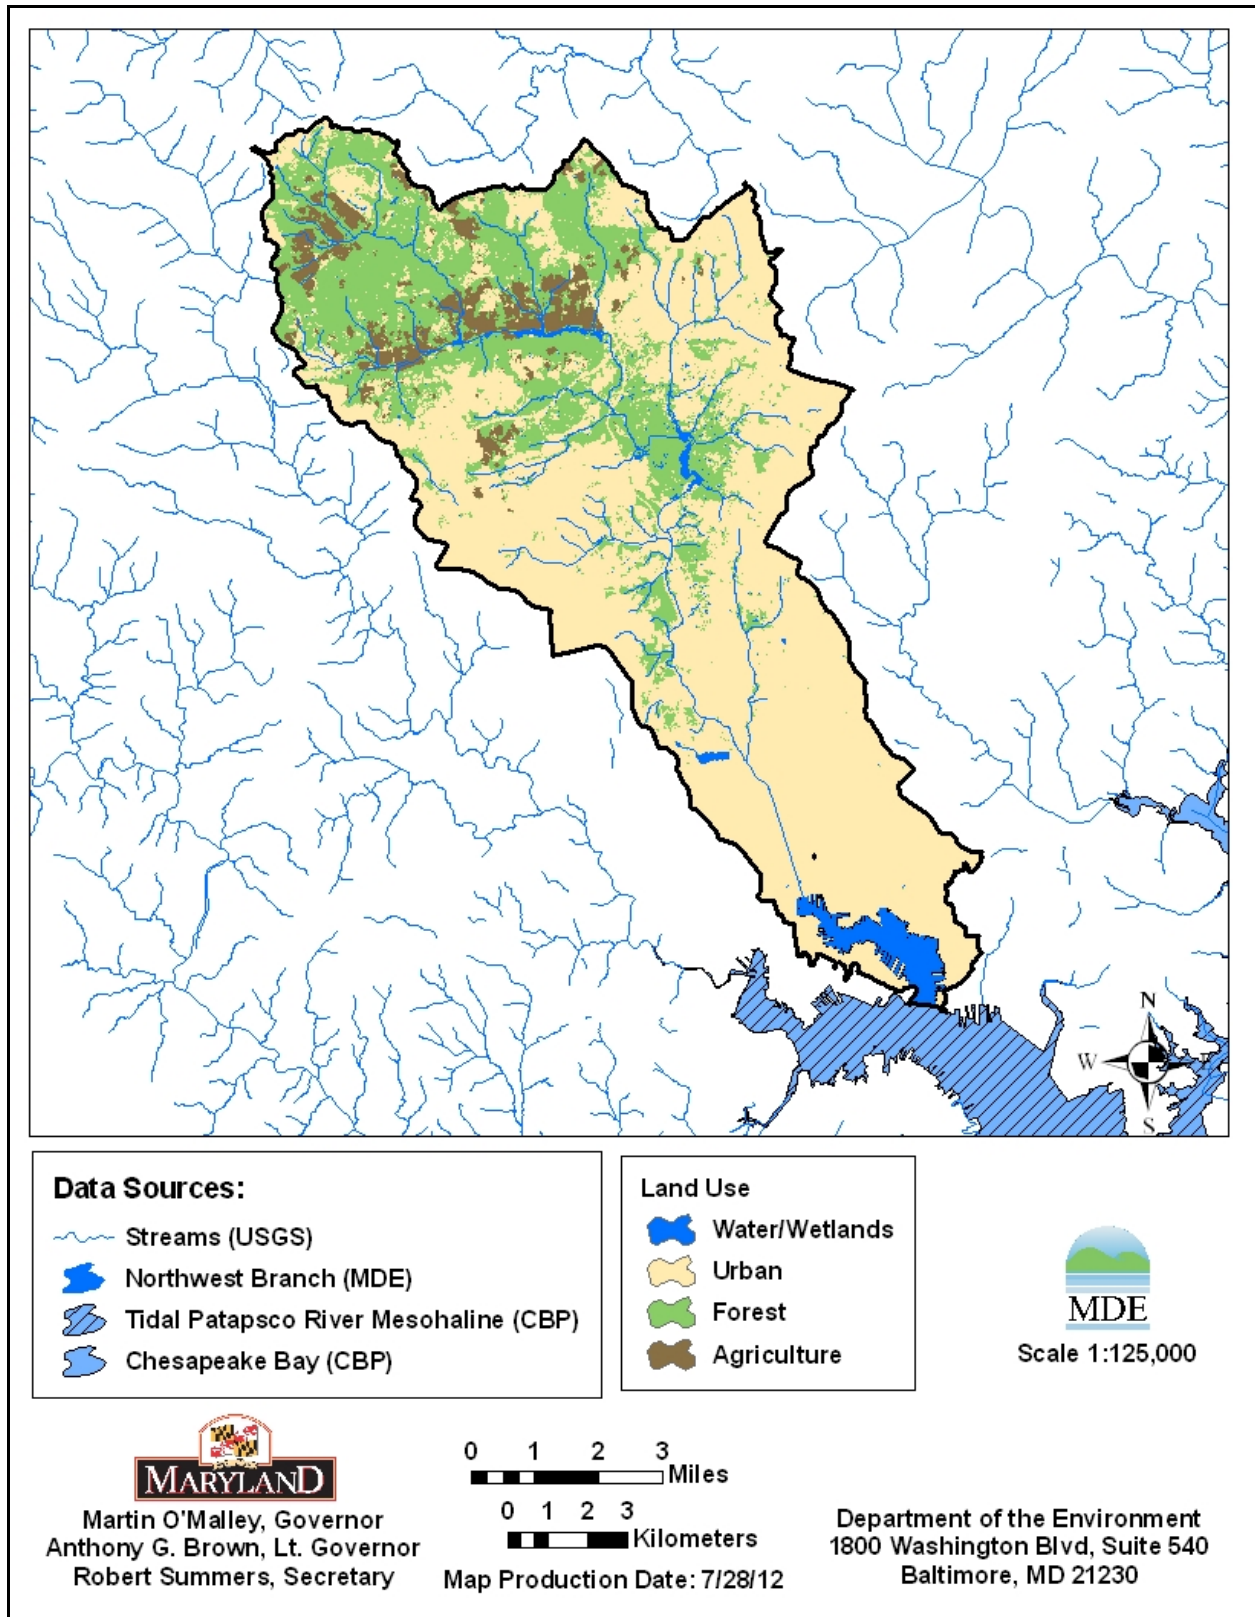 N
W
S
Data Sources:
Streams (USGS)
Northwest Branch (MDE)
Tidal Patapsco River Mesohaline (CBP)
Chesapeake Bay (CBP)
Land Use
Water/Wetlands
Urban
Forest
Agriculture
MDE
Scale 1:125,000
MARYLAND
Martin O'Malley, Governor
Anthony G. Brown, Lt. Governor
Robert Summers, Secretary
0 1 2 3
Miles
0 1 2 3
Kilometers
Map Production Date: 7/28/12
Department of the Environment
1800 Washington Blvd, Suite 540
Baltimore, MD 21230